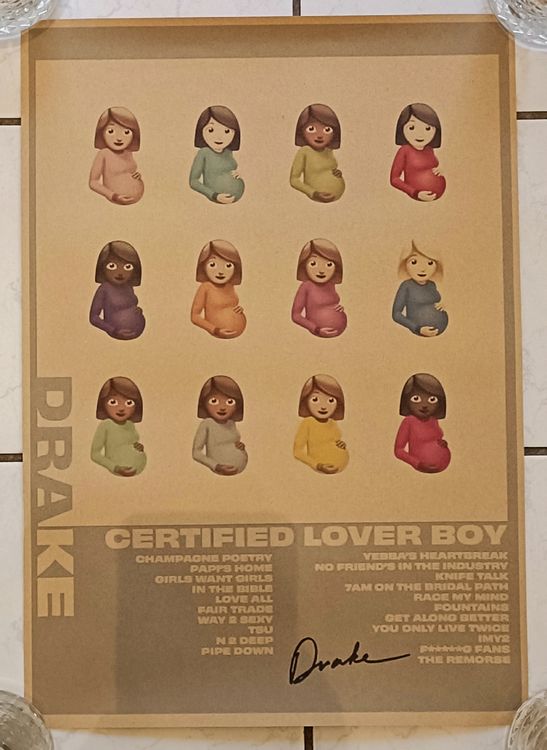 DRAKE
CERTIFIED LOVER BOY
CHAMPAGNE POETRY
PAPI'S HOME
GIRLS WANT GIRLS
IN THE BIBLE
LOVE ALL
FAIR TRADE
WAY 2 SEXY
TSU
N 2 DEEP
PIPE DOWN
YEBBA'S HEARTBREAK
NO FRIEND'S IN THE INDUSTRY
KNIFE TALK
7AM ON THE BRIDAL PATH
RACE MY MIND
FOUNTAINS
GET ALONG BETTER
YOU ONLY LIVE TWICE
IMY2
F*****G FANS
THE REMORSE
Drake